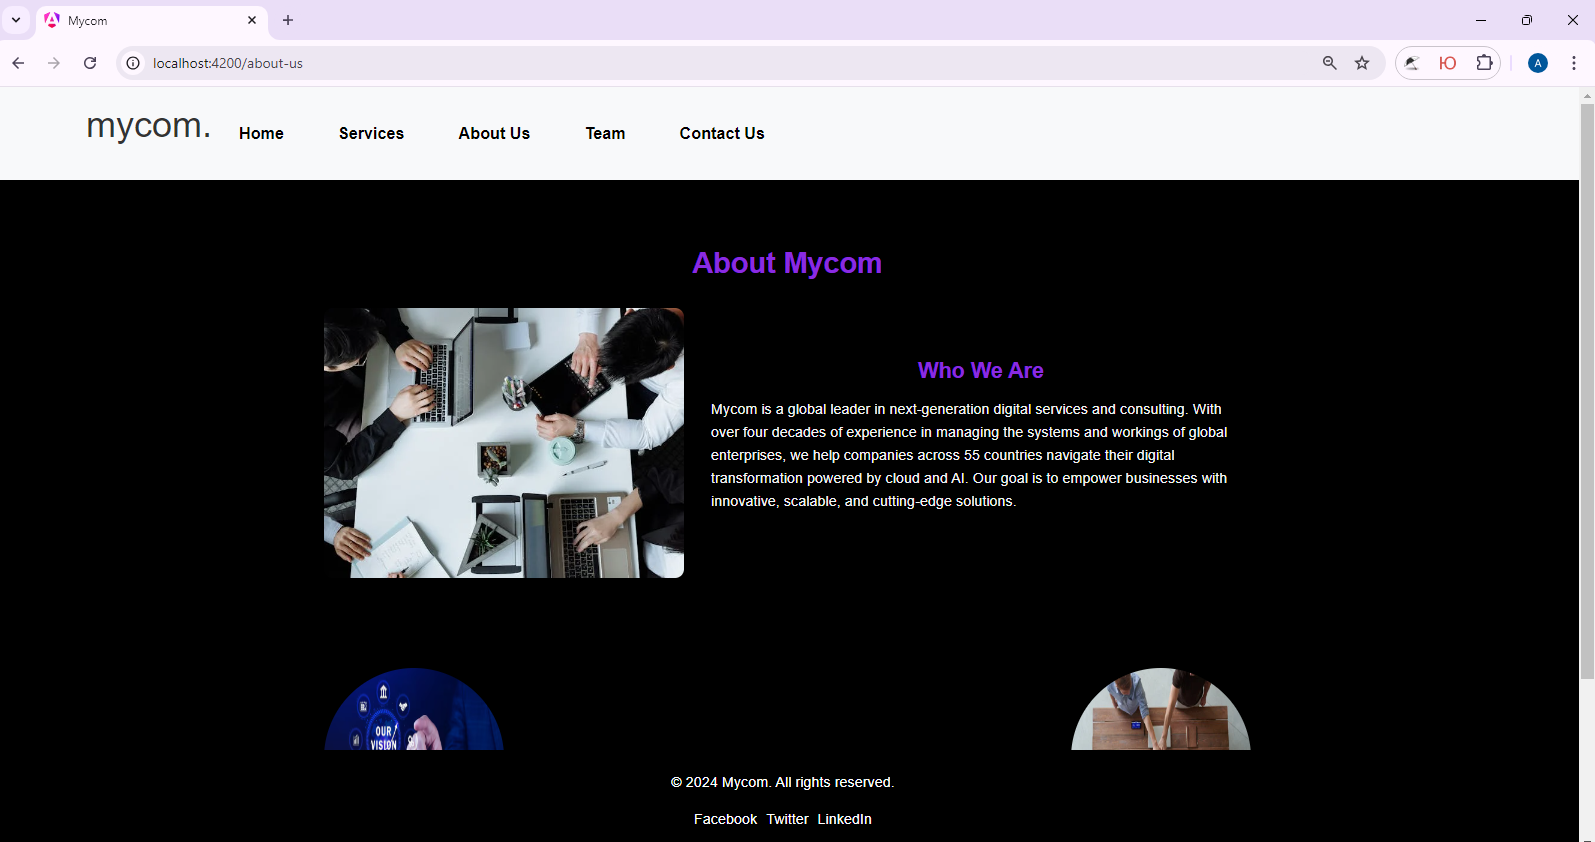 Mycom
localhost:4200/about-us
A
mycom.
Home
Services
About Us
Team
Contact Us
About Mycom
Who We Are
Mycom is a global leader in next-generation digital services and consulting. With
over four decades of experience in managing the systems and workings of global
enterprises, we help companies across 55 countries navigate their digital
transformation powered by cloud and AI. Our goal is to empower businesses with
innovative, scalable, and cutting-edge solutions.
OUR
VISION
© 2024 Mycom. All rights reserved.
Facebook Twitter LinkedIn